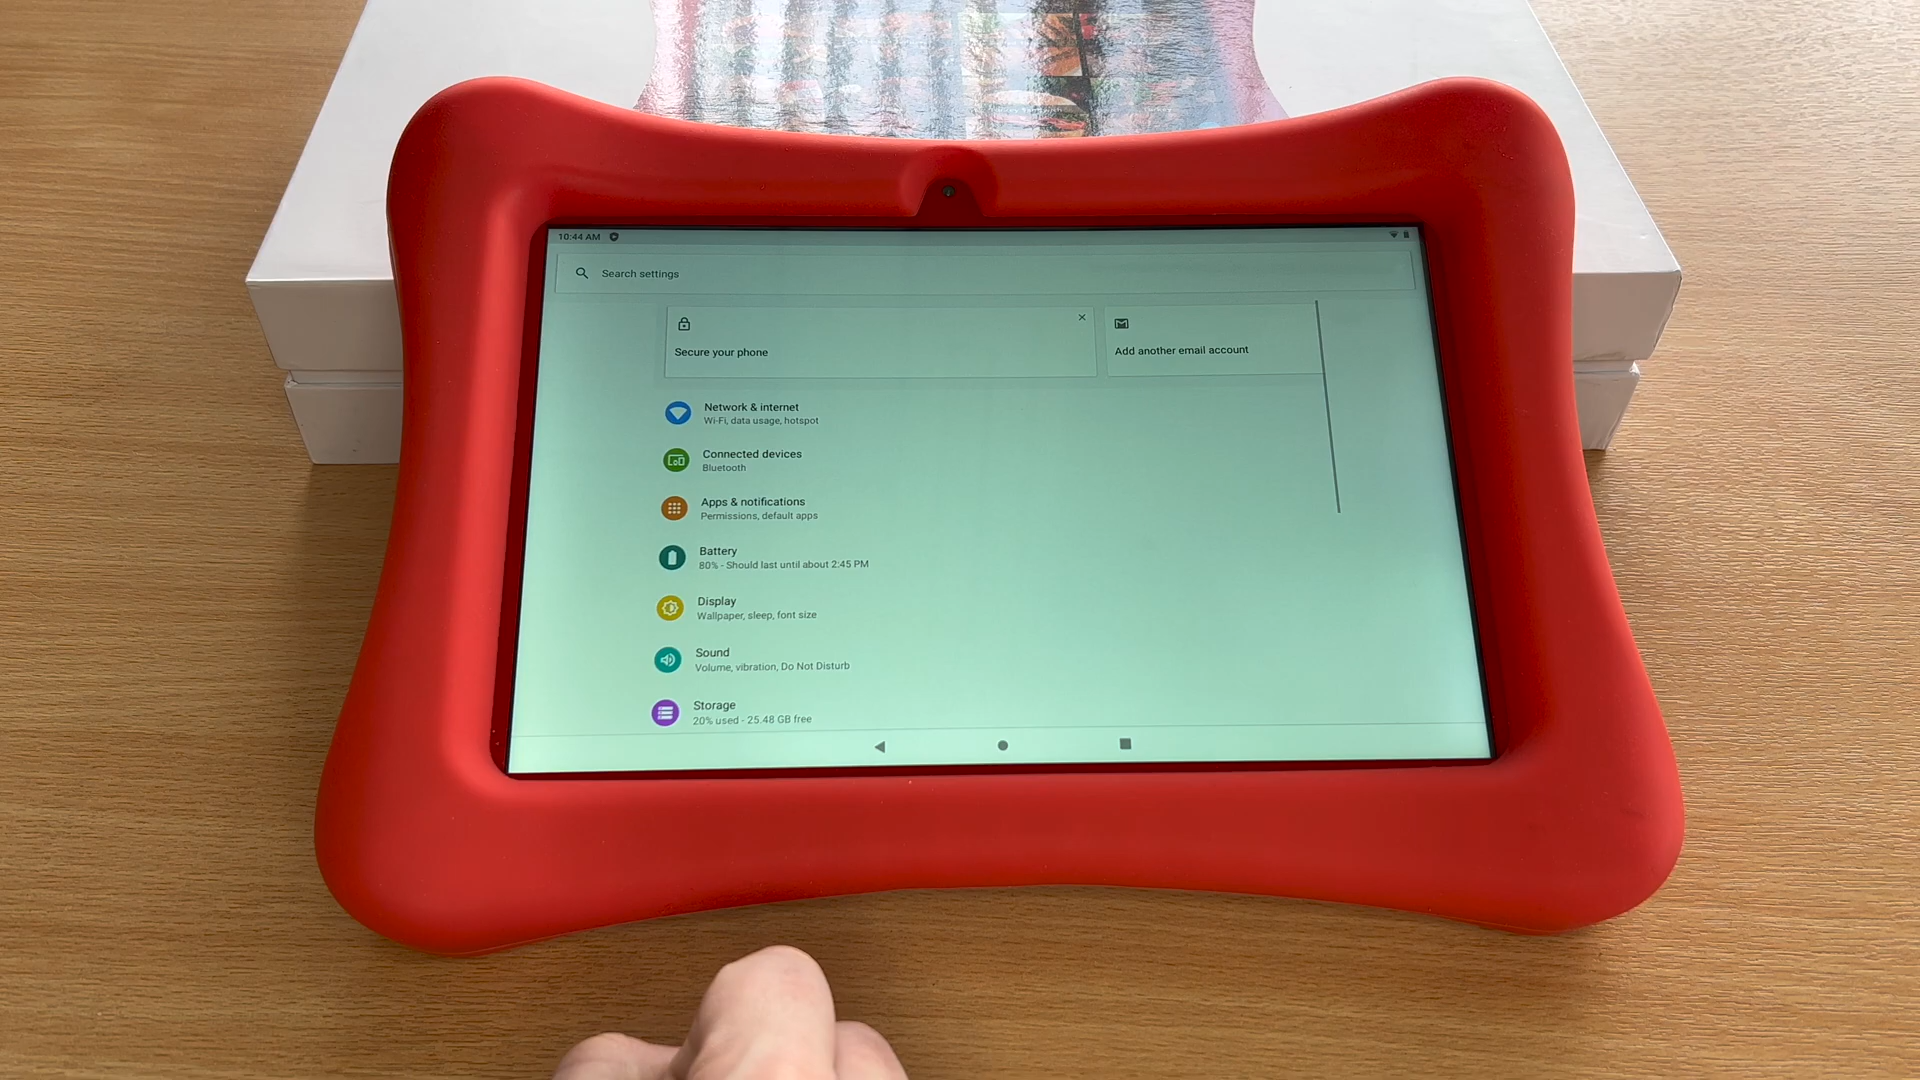 10:44 AM
Search settings
Secure your phone
Add another email account
Network & internet
Wi-Fi, data usage, hotspot
Connected devices
Bluetooth
Apps & notifications
Permissions, default apps
Battery
80% - Should last until about 2:45 PM
Display
Wallpaper, sleep, font size
Sound
Volume, vibration, Do Not Disturb
Storage
20% used - 25.48 GB free